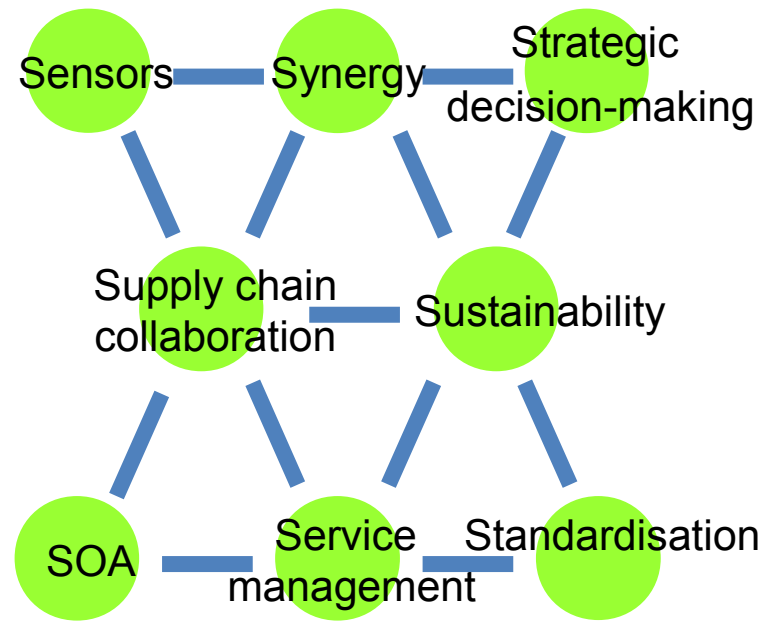 Sensors
Synergy
Strategic
decision-making
Supply chain
collaboration
Sustainability
SOA
Service
management
Standardisation